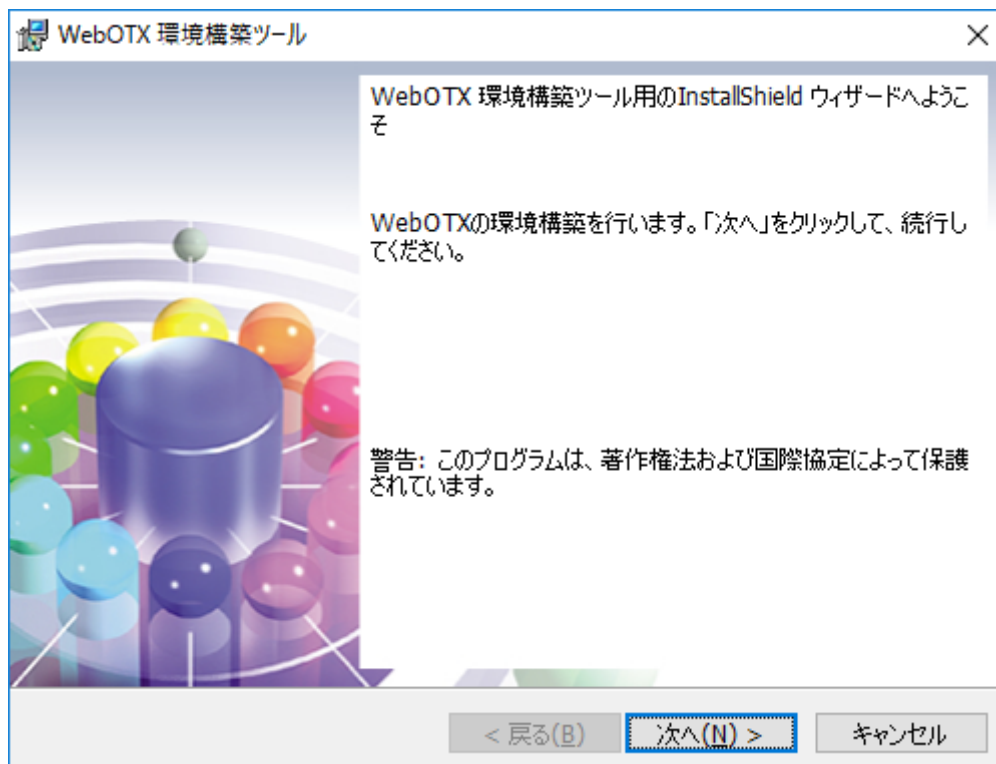 WebOTX 環境構築ツール
WebOTX 環境構築ツール用のInstallShield ウィザードへようこ
そ
WebOTXの環境構築を行います。「次へ」をクリックして、続行し
てください。
警告: このプログラムは、著作権法および国際協定によって保護
されています。
< 戻る(B)
次へ(N) >
キャンセル